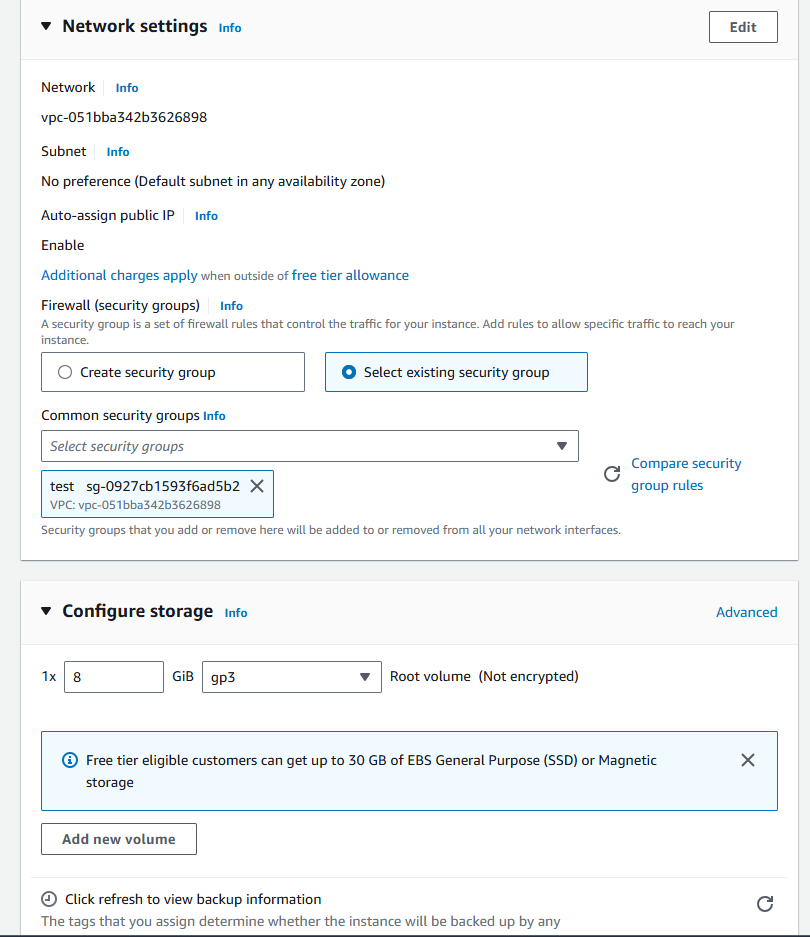 Network settings Info
Edit
Network Info
vpc-051bba342b3626898
Subnet Info
No preference (Default subnet in any availability zone)
Auto-assign public IP Info
Enable
Additional charges apply when outside of free tier allowance
Firewall (security groups) Info
A security group is a set of firewall rules that control the traffic for your instance. Add rules to allow specific traffic to reach your
instance.
Create security group
Select existing security group
Common security groups Info
Select security groups
test sg-0927cb1593f6ad5b2
VPC: vpc-051bba342b3626898
Compare security
group rules
Security groups that you add or remove here will be added to or removed from all your network interfaces.
Configure storage Info
Advanced
1x 8 GiB gp3 Root volume (Not encrypted)
Free tier eligible customers can get up to 30 GB of EBS General Purpose (SSD) or Magnetic
storage
Add new volume
Click refresh to view backup information
The tags that you assign determine whether the instance will be backed up by any